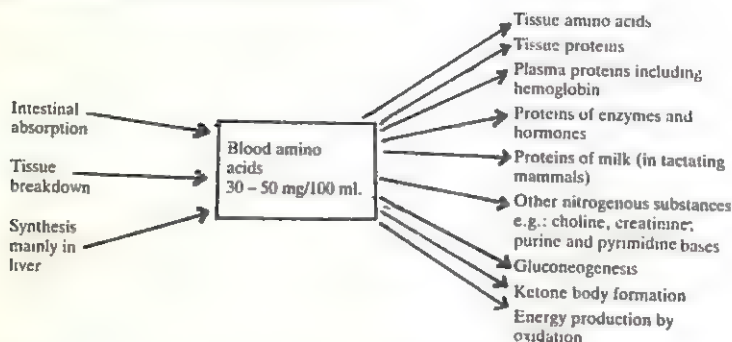 Intestinal
absorption
Tissue
breakdown
Synthesis
mainly in
liver
Blood amino
acids
30 – 50 mg/100 ml.
Tissue amino acids
Tissue proteins
Plasma proteins including
hemoglobin
Proteins of enzymes and
hormones
Proteins of milk (in tactating
mammals)
Other nitrogenous substances
e.g.: choline, creatinine,
purine and pyrimidine bases
Gluconeogenesis
Ketone body formation
Energy production by
oxidation